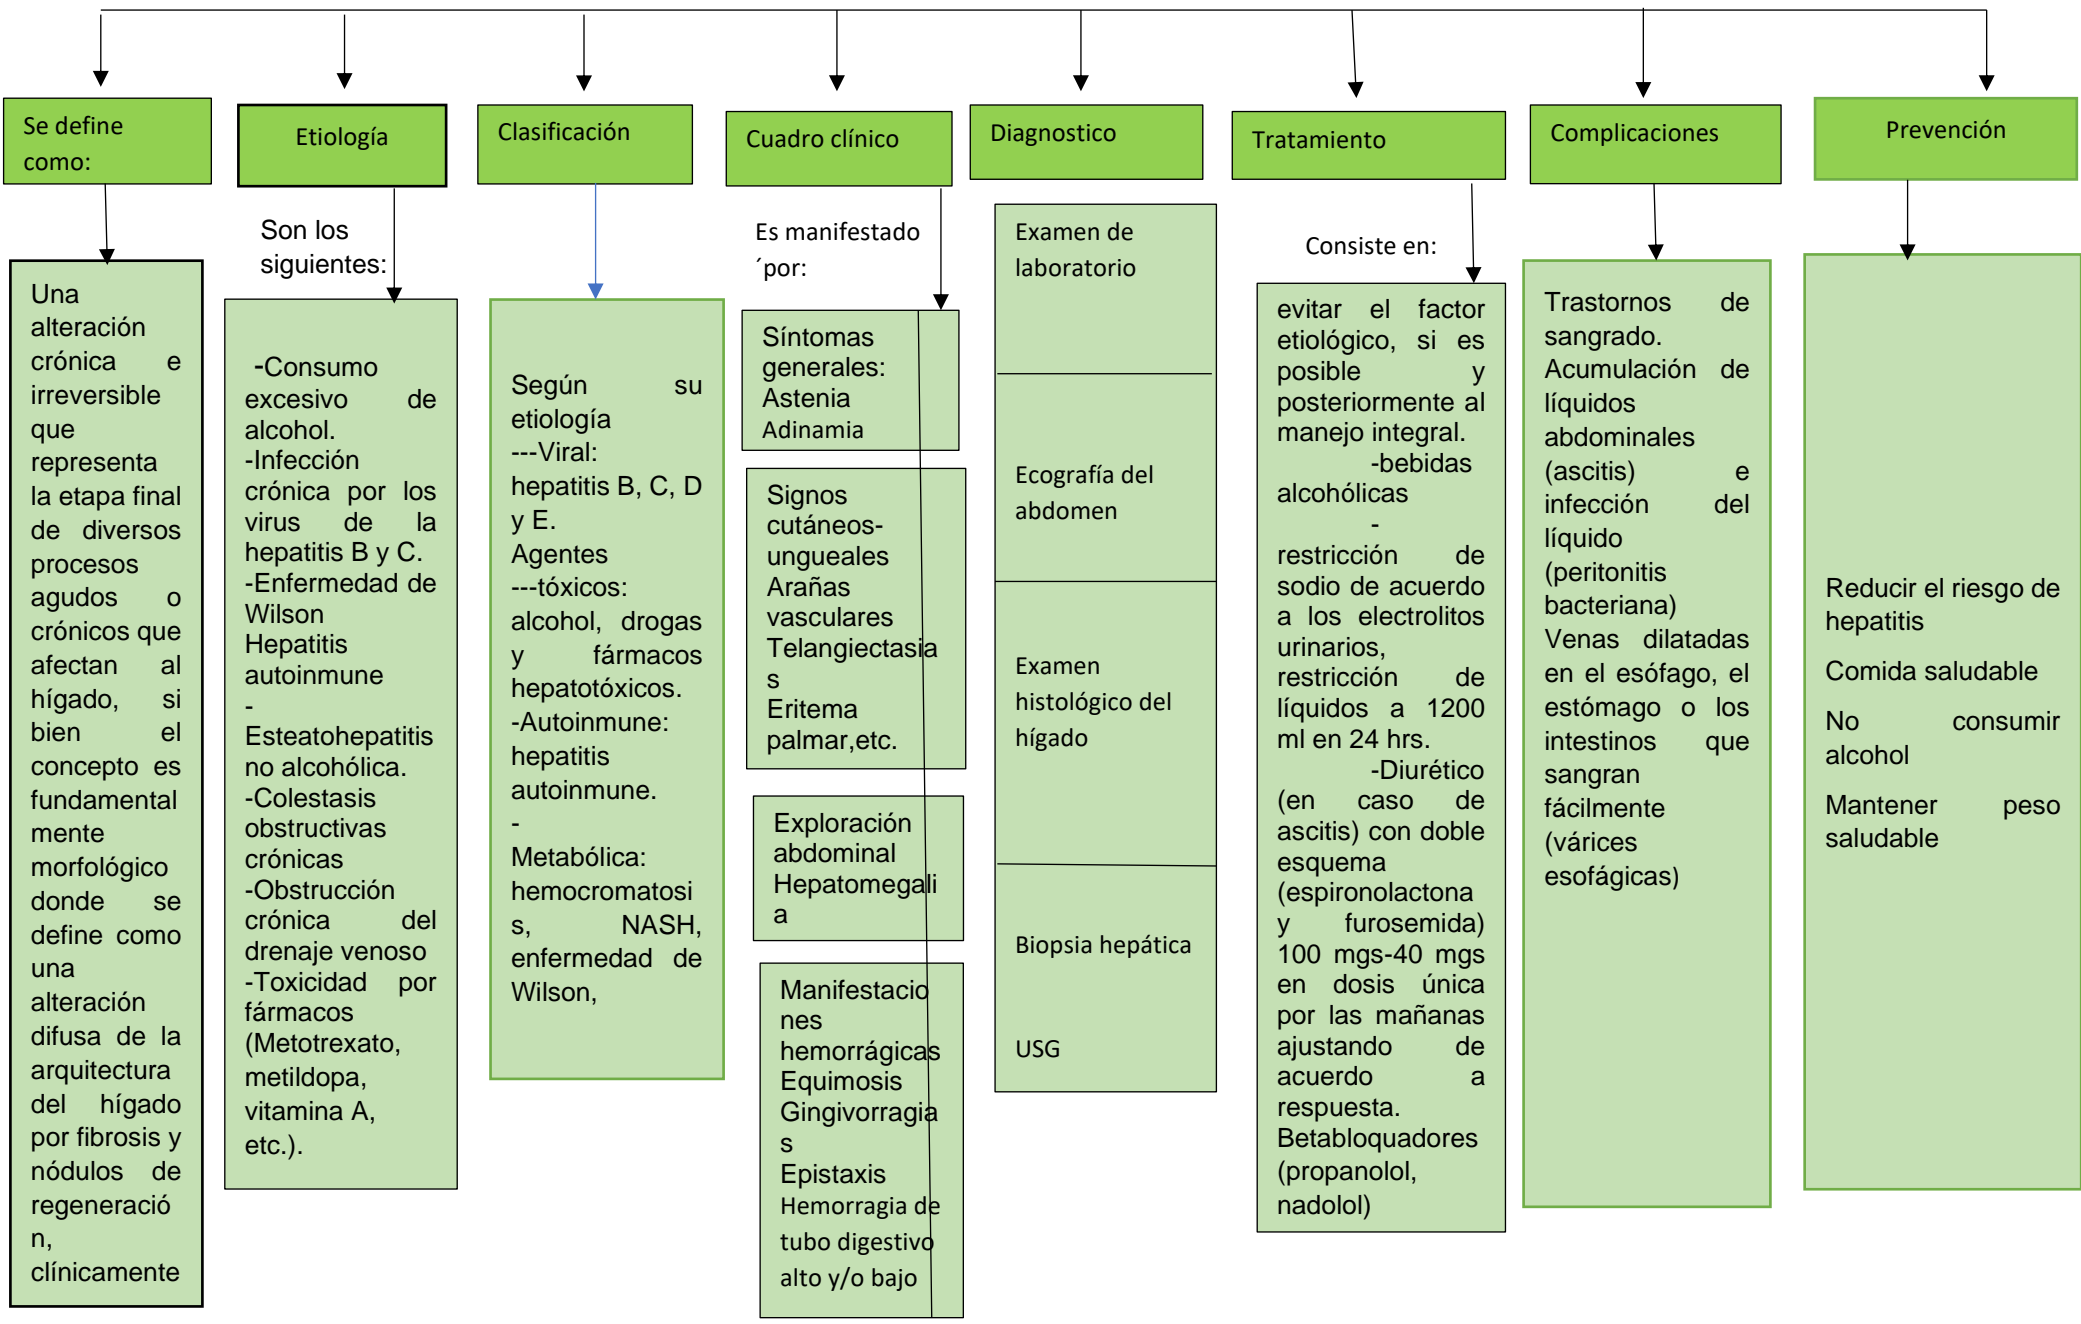 Se define
como:
Una
alteración
crónica e
irreversible
que
representa
la etapa final
de diversos
procesos
agudos o
crónicos que
afectan al
hígado, si
bien el
concepto es
fundamental
mente
morfológico
donde se
define como
una
alteración
difusa de la
arquitectura
del hígado
por fibrosis y
nódulos de
regeneració
n,
clínicamente
Etiología
Son los
siguientes:
-Consumo
excesivo de
alcohol.
-Infección
crónica por los
virus de la
hepatitis B y C.
-Enfermedad de
Wilson
Hepatitis
autoinmune
-
Esteatohepatitis
no alcohólica.
-Colestasis
obstructivas
crónicas
-Obstrucción
crónica del
drenaje venoso
-Toxicidad por
fármacos
(Metotrexato,
metildopa,
vitamina A,
etc.).
Clasificación
Según su
etiología
---Viral:
hepatitis B, C, D
y E.
Agentes
---tóxicos:
alcohol, drogas
y fármacos
hepatotóxicos.
-Autoinmune:
hepatitis
autoinmune.
-
Metabólica:
hemocromatosi
s, NASH,
enfermedad de
Wilson,
Cuadro clínico
Es manifestado
´por:
Síntomas
generales:
Astenia
Adinamia
Signos
cutáneos-
ungueales
Arañas
vasculares
Telangiectasia
s
Eritema
palmar,etc.
Exploración
abdominal
Hepatomegali
a
Manifestacio
nes
hemorrágicas
Equimosis
Gingivorragia
s
Epistaxis
Hemorragia de
tubo digestivo
alto y/o bajo
Diagnostico
Examen de
laboratorio
Ecografía del
abdomen
Examen
histológico del
hígado
Biopsia hepática
USG
Tratamiento
Consiste en:
evitar el factor
etiológico, si es
posible y
posteriormente al
manejo integral.
-bebidas
alcohólicas
-
restricción de
sodio de acuerdo
a los electrolitos
urinarios,
restricción de
líquidos a 1200
ml en 24 hrs.
-Diurético
(en caso de
ascitis) con doble
esquema
(espironolactona
y furosemida)
100 mgs-40 mgs
en dosis única
por las mañanas
ajustando de
acuerdo a
respuesta.
Betabloquadores
(propanolol,
nadolol)
Complicaciones
Trastornos de
sangrado.
Acumulación de
líquidos
abdominales
(ascitis) e
infección del
líquido
(peritonitis
bacteriana)
Venas dilatadas
en el esófago, el
estómago o los
intestinos que
sangran
fácilmente
(várices
esofágicas)
Prevención
Reducir el riesgo de
hepatitis
Comida saludable
No consumir
alcohol
Mantener peso
saludable